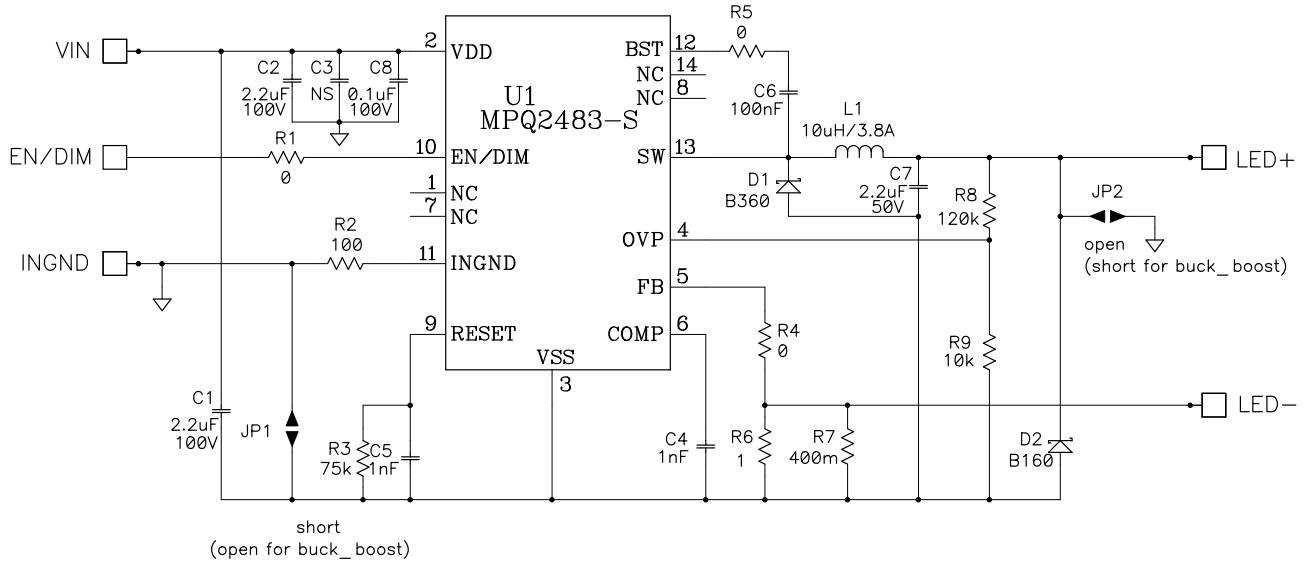 VIN
2
VDD
C2
2.2uF
100V
C3
NS
C8
0.1uF
100V
U1
MPQ2483-S
BST
12
NC
14
NC
8
R5
0
C6
100nF
L1
10uH/3.8A
EN/DIM
R1
0
10
EN/DIM
1
NC
7
NC
SW
13
D1
B360
C7
2.2uF
50V
R8
120k
LED+
JP2
open
(short for buck_boost)
INGND
R2
100
11
INGND
OVP
4
FB
5
9
RESET
COMP
6
VSS
3
R4
0
R9
10k
C1
2.2uF
100V
JP1
R3
75k
C5
1nF
C4
1nF
R6
1
R7
400m
D2
B160
LED-
short
(open for buck_boost)